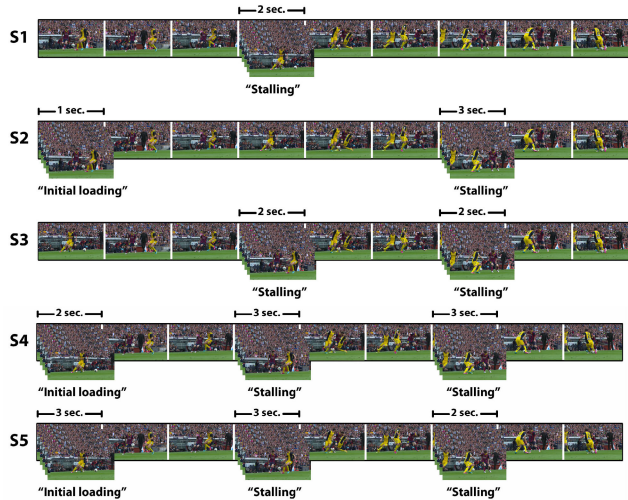 2 sec.
S1
“Stalling”
1 sec.
3 sec.
S2
“Initial loading”
“Stalling”
2 sec.
2 sec.
S3
“Stalling”
“Stalling”
2 sec.
3 sec.
3 sec.
S4
“Initial loading”
“Stalling”
“Stalling”
3 sec.
3 sec.
2 sec.
S5
“Initial loading”
“Stalling”
“Stalling”